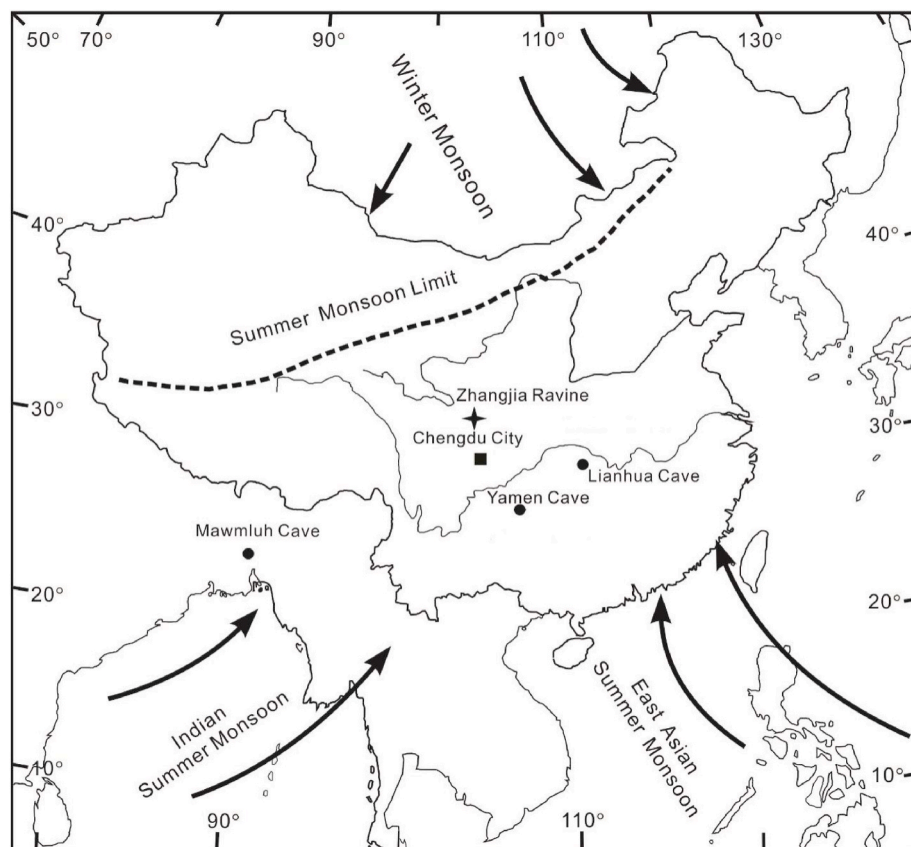 50° 70° 90° 110° 130°
Winter Monsoon
40° 40°
Summer Monsoon Limit
Zhangjia Ravine
30° 30°
Chengdu City
Lianhua Cave
Yamen Cave
Mawmluh Cave
20° 20°
Indian
Summer Monsoon
East Asian
Summer Monsoon
10° 10°
90° 110°